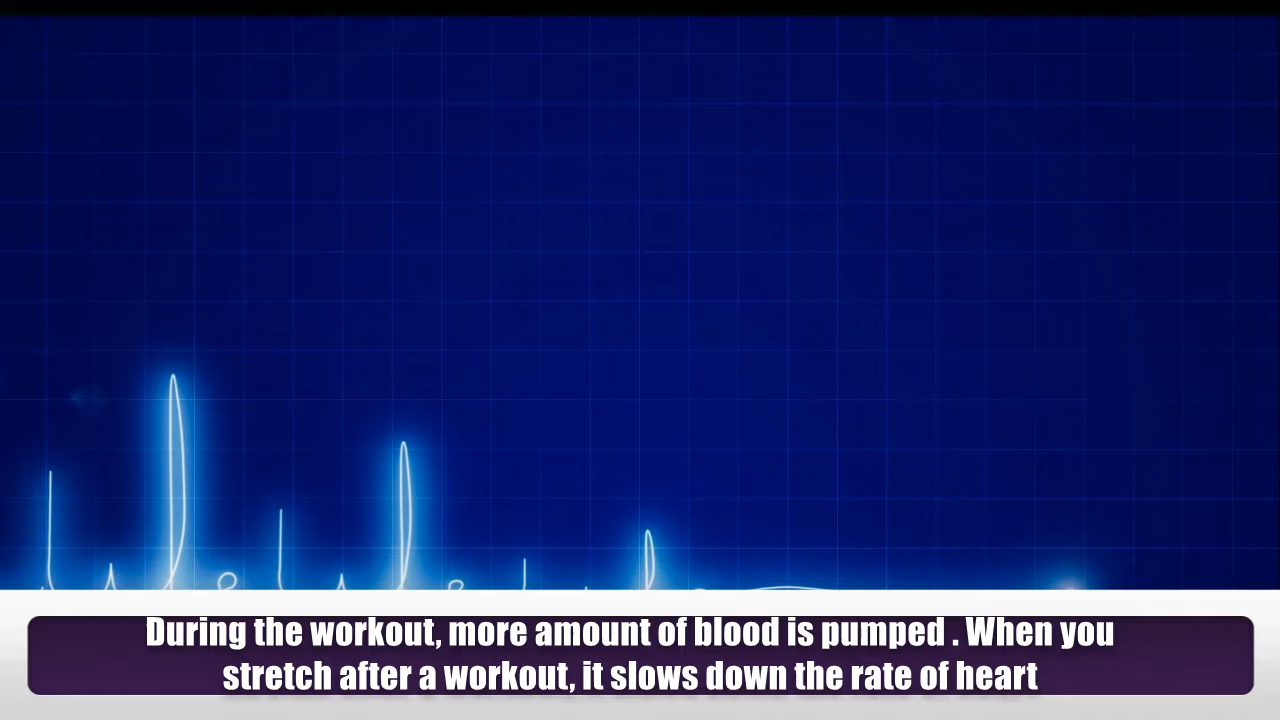 During the workout, more amount of blood is pumped . When you
stretch after a workout, it slows down the rate of heart